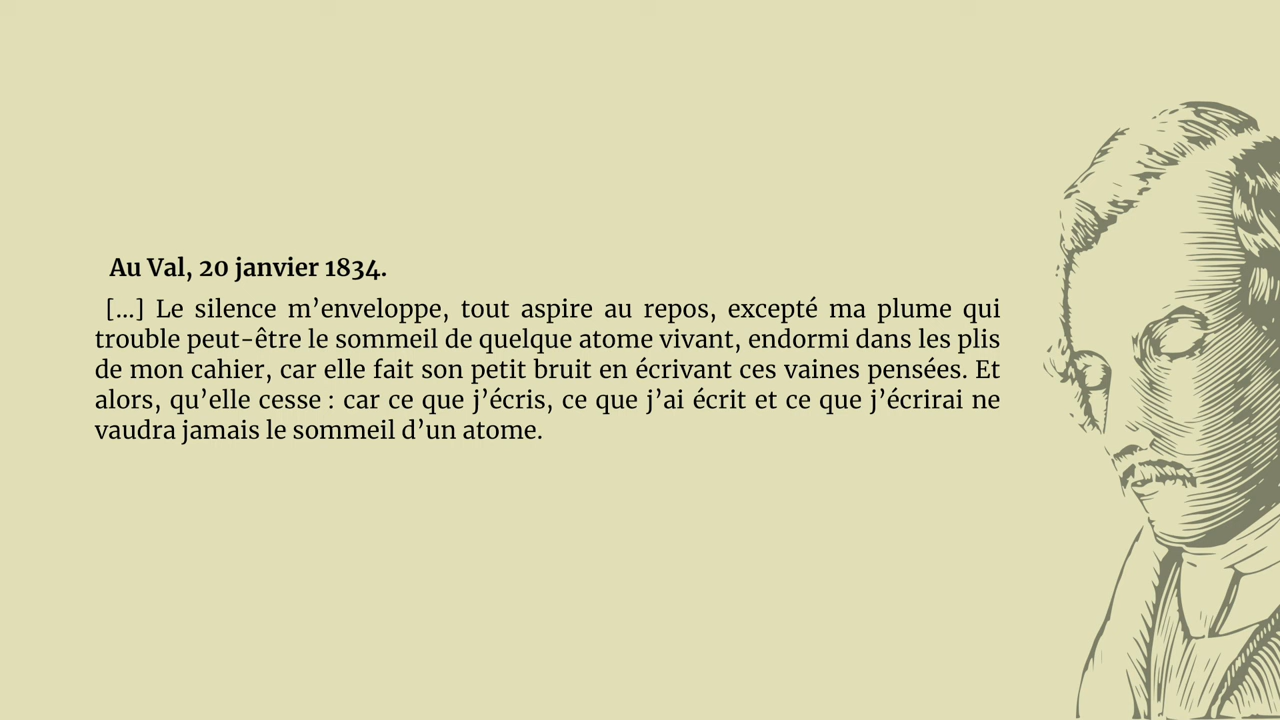 Au Val, 20 janvier 1834.
[…] Le silence m’enveloppe, tout aspire au repos, excepté ma plume qui
trouble peut-être le sommeil de quelque atome vivant, endormi dans les plis
de mon cahier, car elle fait son petit bruit en écrivant ces vaines pensées. Et
alors, qu’elle cesse : car ce que j’écris, ce que j’ai écrit et ce que j’écrirai ne
vaudra jamais le sommeil d’un atome.